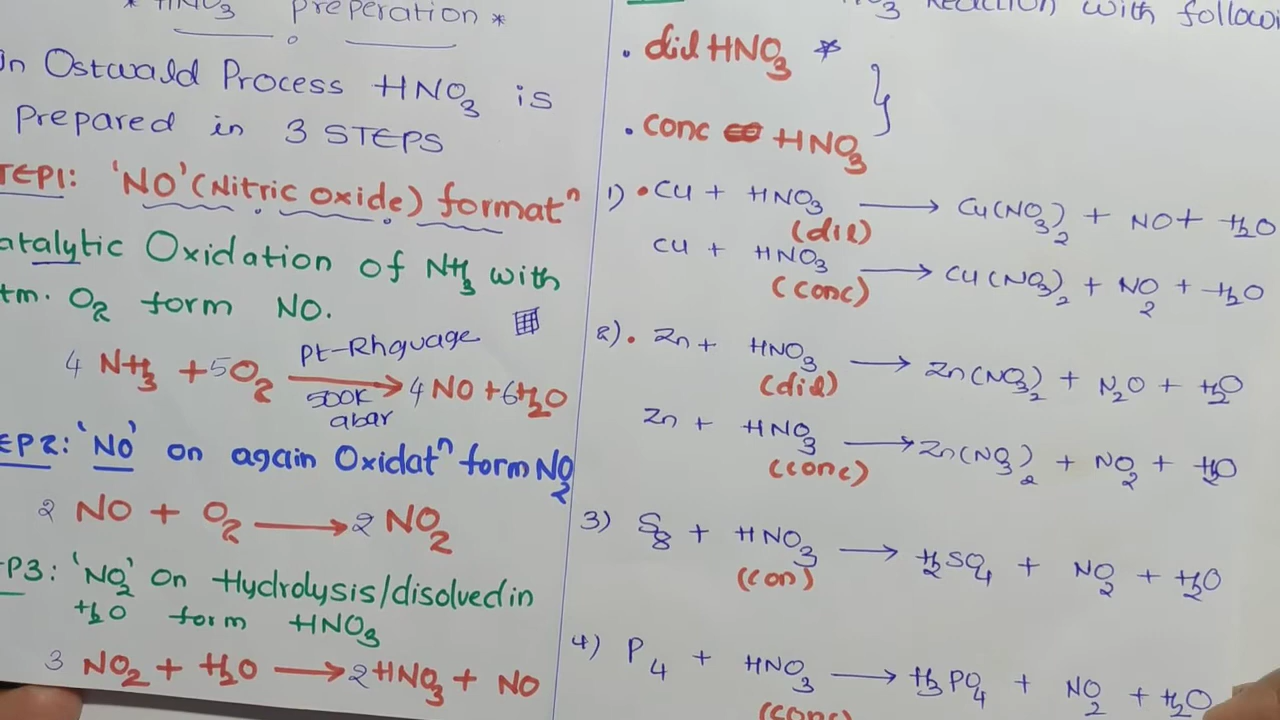 * HNO3 preperation *
In Ostwald Process HNO3 is
prepared in 3 STEPS
TEP1: 'NO' (Nitric oxide) formatⁿ
atalytic Oxidation of NH3 with
tm. O2 form NO.
4 NH3 + 5O2 → 4 NO + 6H2O
Pt-Rhguage
500K
abar
EP2: 'NO' on again Oxidatⁿ form NO2
2 NO + O2 → 2 NO2
P3: 'NO2' On Hydrolysis/disolved in
H2O form HNO3
3 NO2 + H2O → 2 HNO3 + NO
O3 Reaction with followi
. dil HNO3 *
. conc HNO3
1) • Cu + HNO3 (dil) → Cu(NO3)2 + NO + H2O
Cu + HNO3 (conc) → Cu(NO3)2 + NO2 + H2O
2). • Zn + HNO3 (dil) → Zn(NO3)2 + N2O + H2O
Zn + HNO3 (conc) → Zn(NO3)2 + NO2 + H2O
3) S8 + HNO3 (con) → H2SO4 + NO2 + H2O
4) P4 + HNO3 (conc) → H3PO4 + NO2 + H2O